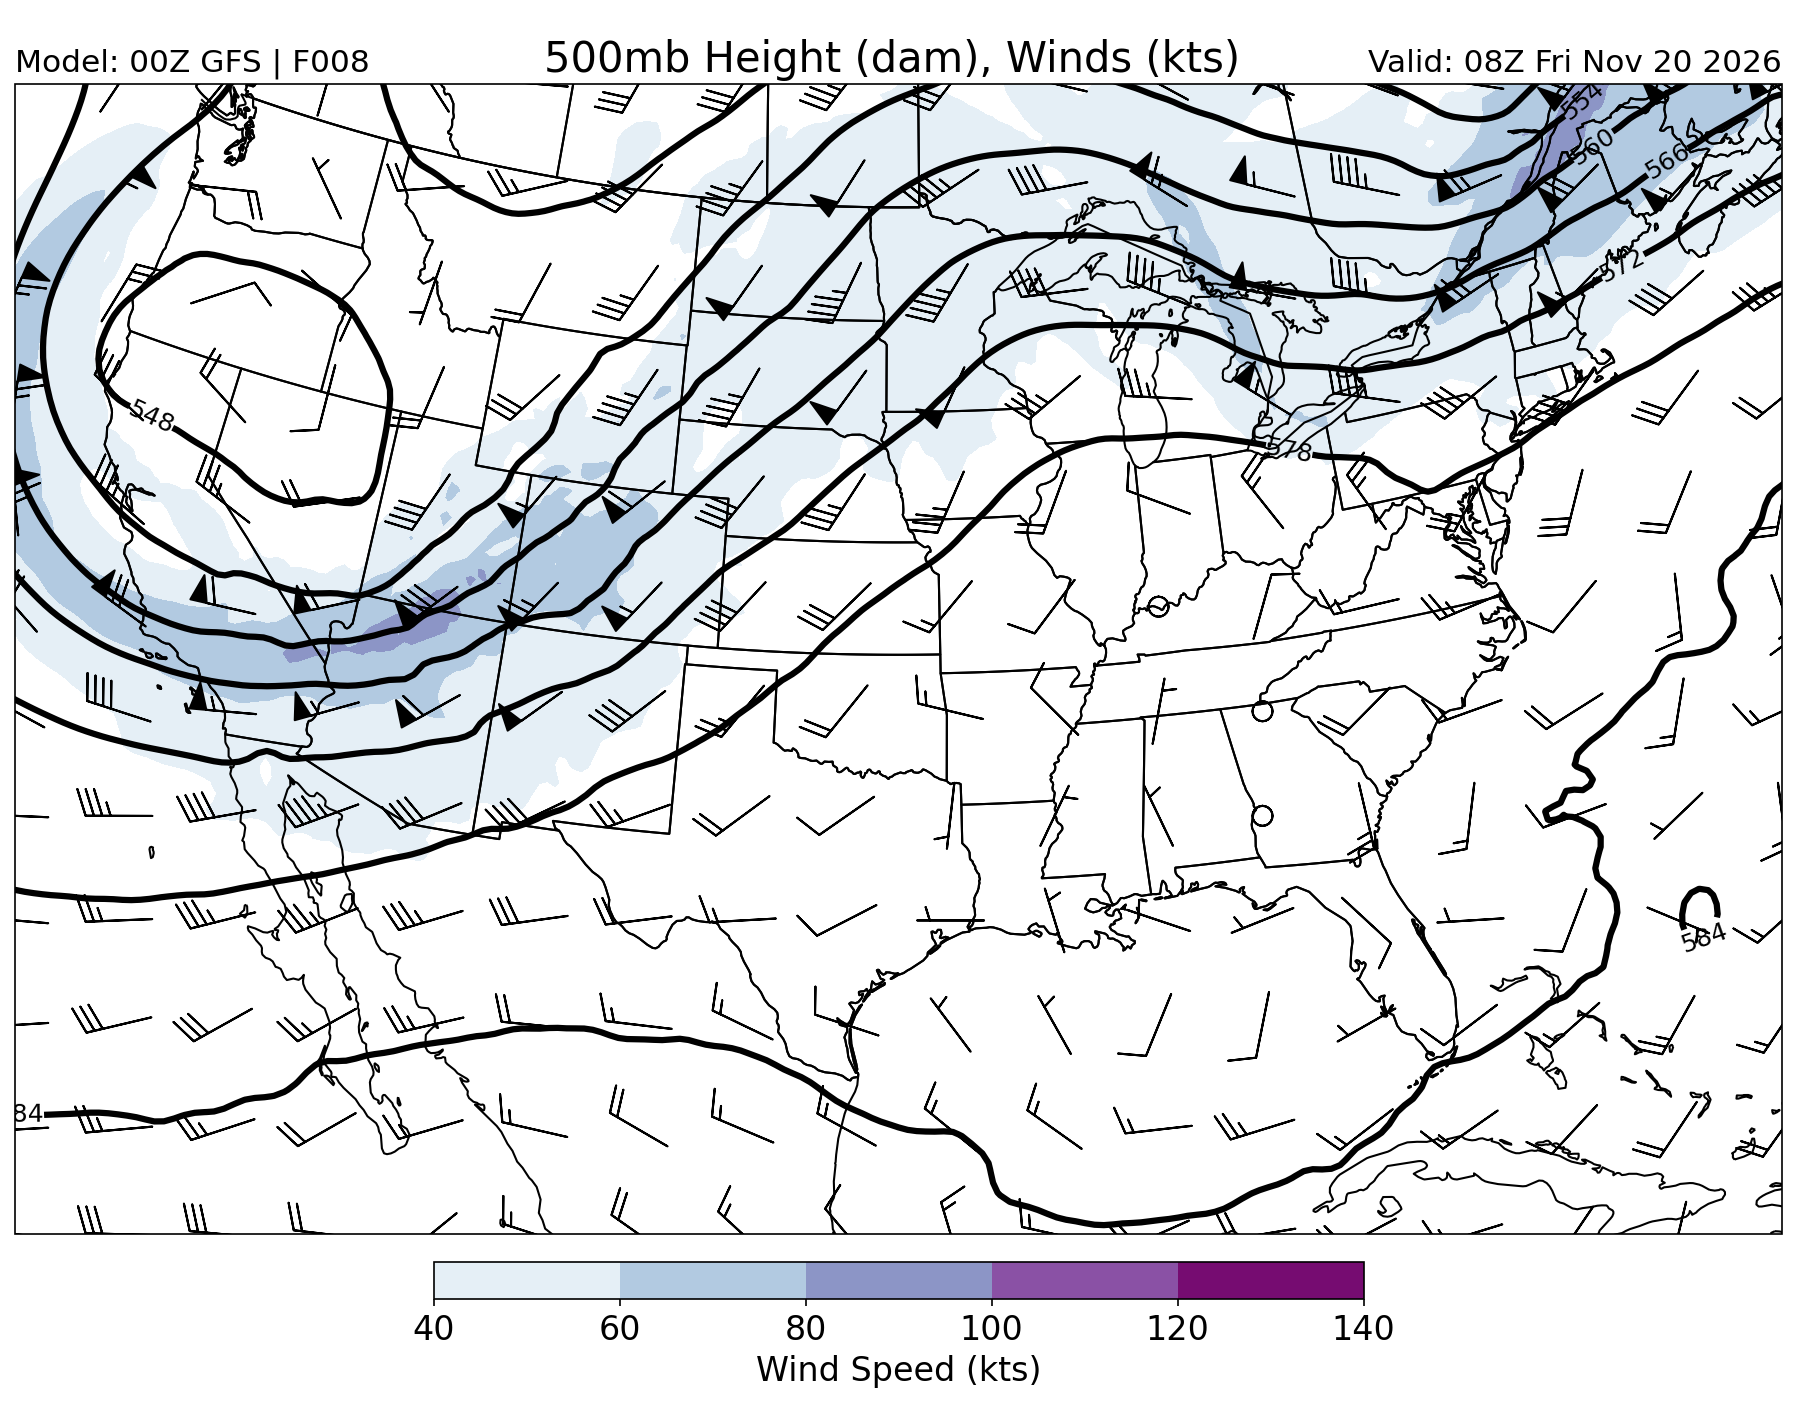 Model: 00Z GFS | F008
500mb Height (dam), Winds (kts)
Valid: 08Z Fri Nov 20 2026
554
560
566
572
548
578
584
84
40 60 80 100 120 140
Wind Speed (kts)